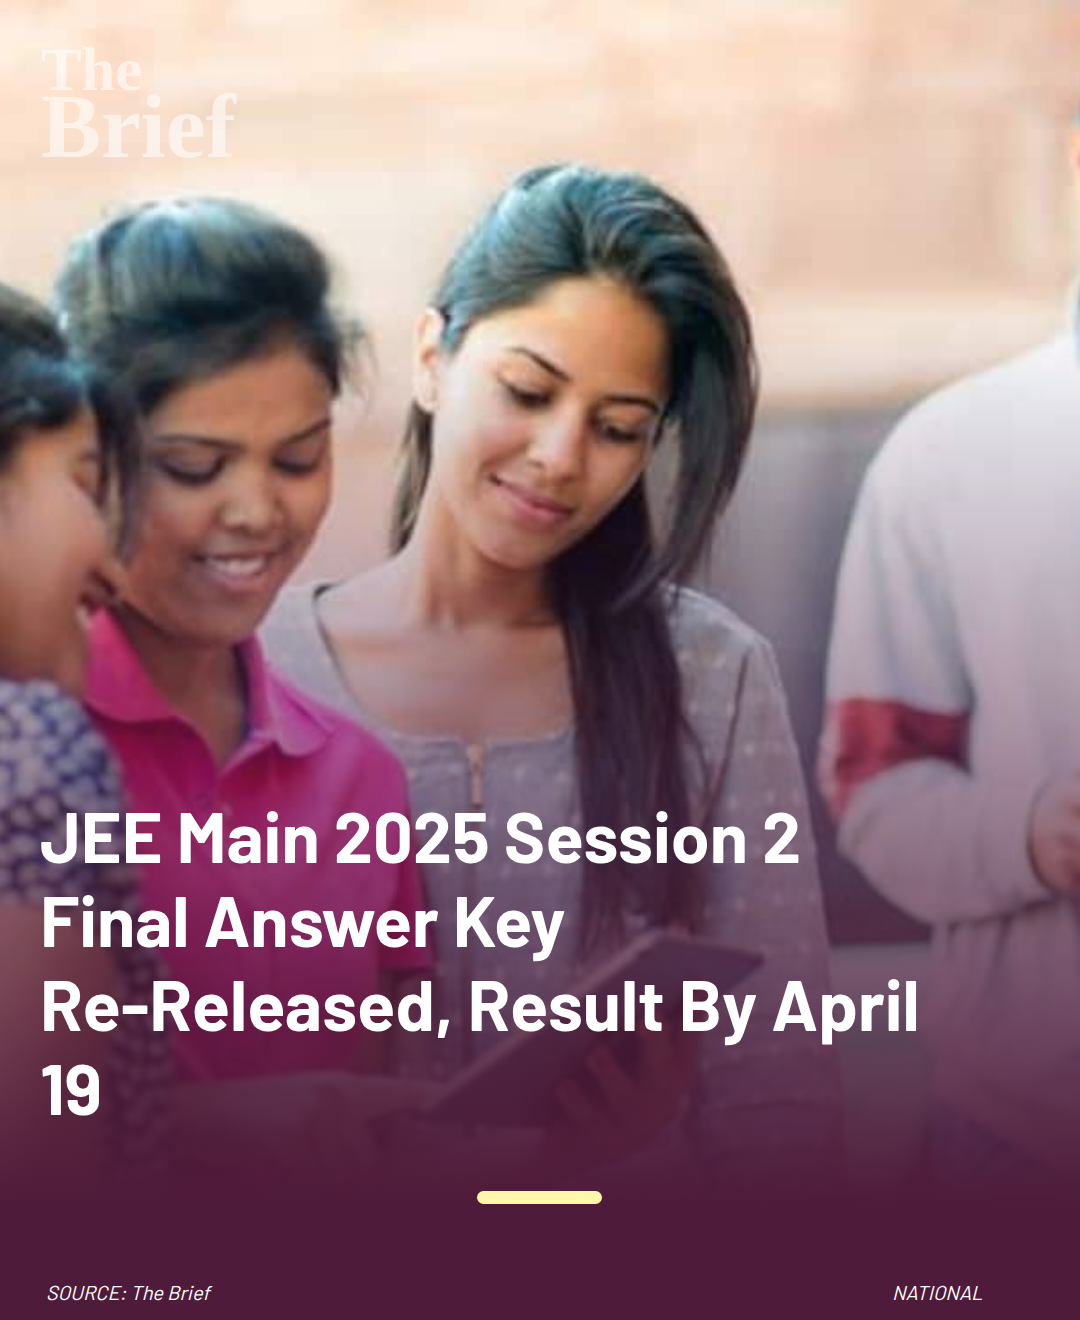 The
Brief
JEE Main 2025 Session 2
Final Answer Key
Re-Released, Result By April
19
SOURCE: The Brief
NATIONAL